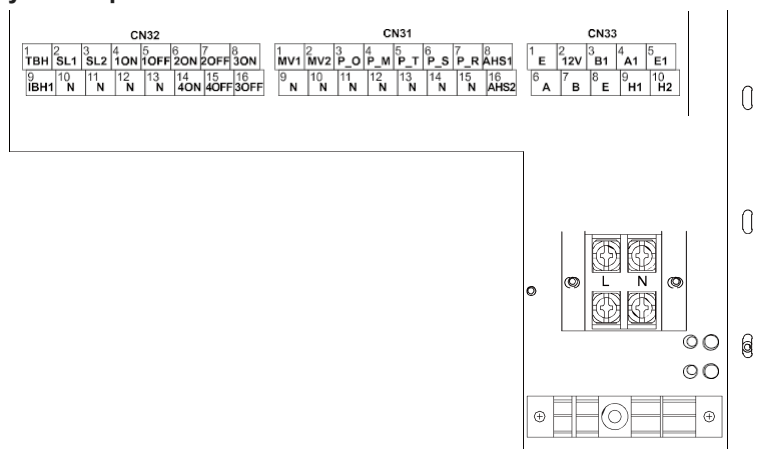 CN32 CN31 CN33
1 2 3 4 5 6 7 8 1 2 3 4 5 6 7 8 1 2 3 4 5
TBH SL1 SL2 1ON 1OFF 2ON 2OFF 3ON MV1 MV2 P_O P_M P_T P_S P_R AHS1 E 12V B1 A1 E1
9 10 11 12 13 14 15 16 9 10 11 12 13 14 15 16 6 7 8 9 10
IBH1 N N N N 4ON 4OFF 3OFF N N N N N N N AHS2 A B E H1 H2
L N